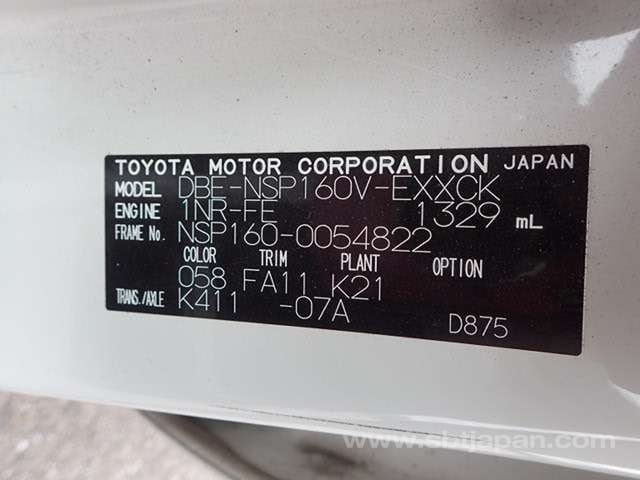 TOYOTA MOTOR CORPORATION JAPAN
MODEL DBE-NSP160V-EXXCK
ENGINE 1NR-FE 1329 mL
FRAME No. NSP160-0054822
COLOR TRIM PLANT OPTION
058 FA11 K21
TRANS./AXLE K411 -07A
D875
www.sbtjapan.com